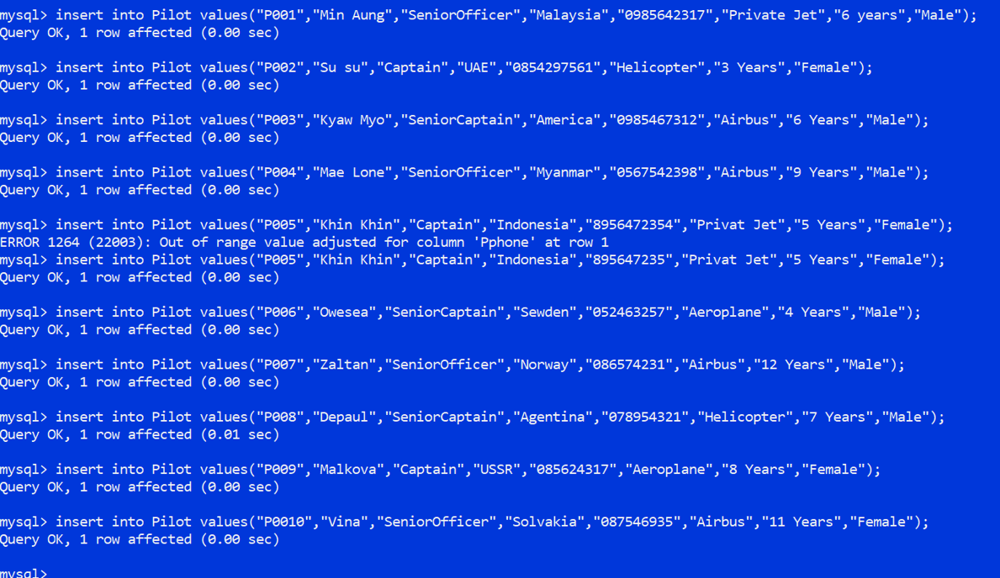 mysql> insert into Pilot values("P001","Min Aung","SeniorOfficer","Malaysia","0985642317","Private Jet","6 years","Male");
Query OK, 1 row affected (0.00 sec)
mysql> insert into Pilot values("P002","Su su","Captain","UAE","0854297561","Helicopter","3 Years","Female");
Query OK, 1 row affected (0.00 sec)
mysql> insert into Pilot values("P003","Kyaw Myo","SeniorCaptain","America","0985467312","Airbus","6 Years","Male");
Query OK, 1 row affected (0.00 sec)
mysql> insert into Pilot values("P004","Mae Lone","SeniorOfficer","Myanmar","0567542398","Airbus","9 Years","Male");
Query OK, 1 row affected (0.00 sec)
mysql> insert into Pilot values("P005","Khin Khin","Captain","Indonesia","8956472354","Privat Jet","5 Years","Female");
ERROR 1264 (22003): Out of range value adjusted for column 'Pphone' at row 1
mysql> insert into Pilot values("P005","Khin Khin","Captain","Indonesia","895647235","Privat Jet","5 Years","Female");
Query OK, 1 row affected (0.00 sec)
mysql> insert into Pilot values("P006","Owesea","SeniorCaptain","Sewden","052463257","Aeroplane","4 Years","Male");
Query OK, 1 row affected (0.00 sec)
mysql> insert into Pilot values("P007","Zaltan","SeniorOfficer","Norway","086574231","Airbus","12 Years","Male");
Query OK, 1 row affected (0.00 sec)
mysql> insert into Pilot values("P008","Depaul","SeniorCaptain","Agentina","078954321","Helicopter","7 Years","Male");
Query OK, 1 row affected (0.01 sec)
mysql> insert into Pilot values("P009","Malkova","Captain","USSR","085624317","Aeroplane","8 Years","Female");
Query OK, 1 row affected (0.00 sec)
mysql> insert into Pilot values("P0010","Vina","SeniorOfficer","Solvakia","087546935","Airbus","11 Years","Female");
Query OK, 1 row affected (0.00 sec)
mysql>